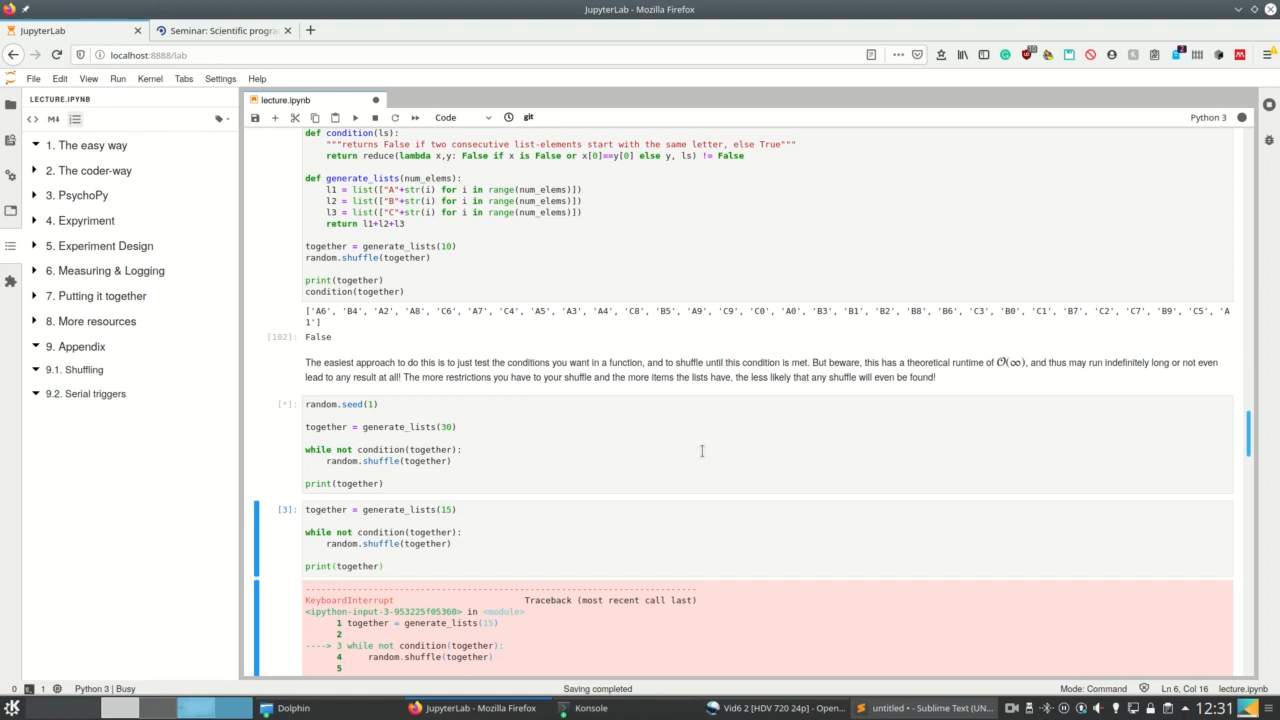 JupyterLab - Mozilla Firefox
JupyterLab
Seminar: Scientific progra
localhost:8888/lab
File Edit View Run Kernel Tabs Settings Help
LECTURE.IPYNB
lecture.ipynb
Code
git
Python 3
1. The easy way
2. The coder-way
3. PsychoPy
4. Expyriment
5. Experiment Design
6. Measuring & Logging
7. Putting it together
8. More resources
9. Appendix
9.1. Shuffling
9.2. Serial triggers
def condition(ls):
"""returns False if two consecutive list-elements start with the same letter, else True"""
return reduce(lambda x,y: False if x is False or x[0]==y[0] else y, ls) != False
def generate_lists(num_elems):
l1 = list(["A"+str(i) for i in range(num_elems)])
l2 = list(["B"+str(i) for i in range(num_elems)])
l3 = list(["C"+str(i) for i in range(num_elems)])
return l1+l2+l3
together = generate_lists(10)
random.shuffle(together)
print(together)
condition(together)
['A6', 'B4', 'A2', 'A8', 'C6', 'A7', 'C4', 'A5', 'A3', 'A4', 'C8', 'B5', 'A9', 'C9', 'C0', 'A0', 'B3', 'B1', 'B2', 'B8', 'B6', 'C3', 'B0', 'C1', 'B7', 'C2', 'C7', 'B9', 'C5', 'A
1']
[102]: False
The easiest approach to do this is to just test the conditions you want in a function, and to shuffle until this condition is met. But beware, this has a theoretical runtime of O(∞), and thus may run indefinitely long or not even
lead to any result at all! The more restrictions you have to your shuffle and the more items the lists have, the less likely that any shuffle will even be found!
[*]: random.seed(1)
together = generate_lists(30)
while not condition(together):
random.shuffle(together)
print(together)
[3]: together = generate_lists(15)
while not condition(together):
random.shuffle(together)
print(together)
---------------------------------------------------------------------------
KeyboardInterrupt Traceback (most recent call last)
<ipython-input-3-953225f05360> in <module>
1 together = generate_lists(15)
2
----> 3 while not condition(together):
4 random.shuffle(together)
5
0 1 Python 3 | Busy Saving completed Mode: Command Ln 6, Col 16 lecture.ipynb
Dolphin JupyterLab - Mozilla Firefox Konsole Vid6 2 [HDV 720 24p] - Open... untitled • - Sublime Text (UN... 12:31